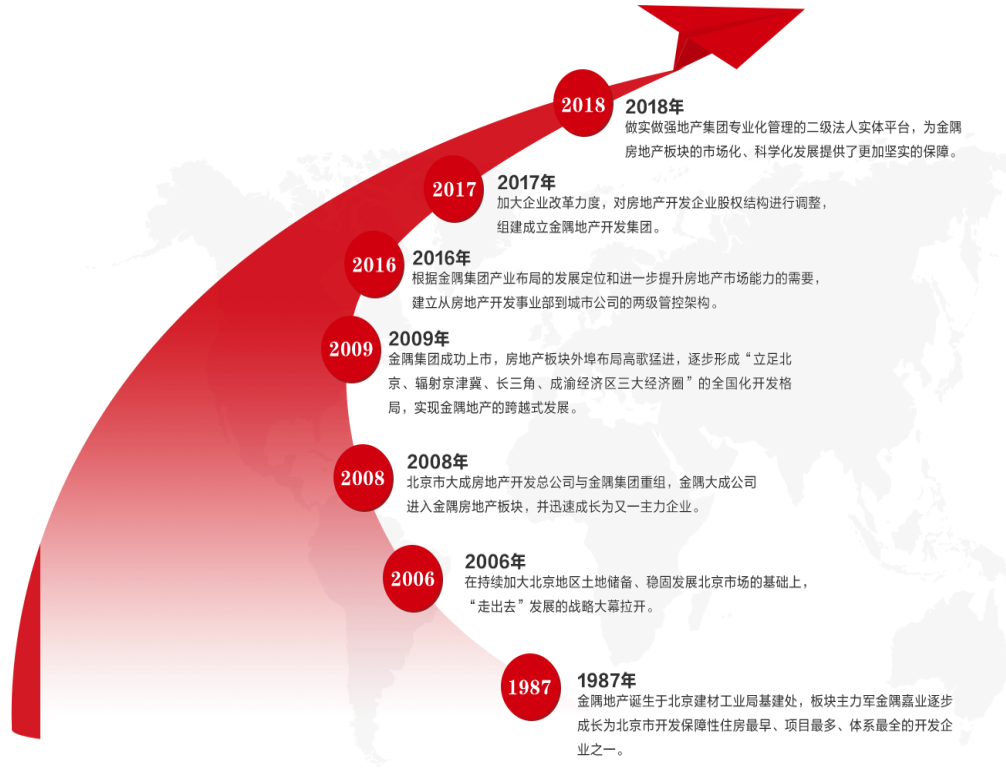 2018
2018年
做实做强地产集团专业化管理的二级法人实体平台，为金隅
房地产板块的市场化、科学化发展提供了更加坚实的保障。
2017
2017年
加大企业改革力度，对房地产开发企业股权结构进行调整，
组建成立金隅地产开发集团。
2016
2016年
根据金隅集团产业布局的发展定位和进一步提升房地产市场能力的需要，
建立从房地产开发事业部到城市公司的两级管控架构。
2009
2009年
金隅集团成功上市，房地产板块外埠布局高歌猛进，逐步形成“立足北
京、辐射京津冀、长三角、成渝经济区三大经济圈”的全国化开发格
局，实现金隅地产的跨越式发展。
2008
2008年
北京市大成房地产开发总公司与金隅集团重组，金隅大成公司
进入金隅房地产板块，并迅速成长为又一主力企业。
2006
2006年
在持续加大北京地区土地储备、稳固发展北京市场的基础上，
“走出去”发展的战略大幕拉开。
1987
1987年
金隅地产诞生于北京建材工业局基建处，板块主力军金隅嘉业逐步
成长为北京市开发保障性住房最早、项目最多、体系最全的开发企
业之一。